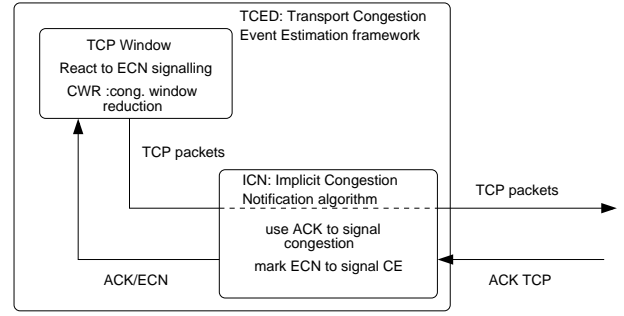 TCED: Transport Congestion
Event Estimation framework
TCP Window
React to ECN signalling
CWR :cong. window
reduction
TCP packets
ICN: Implicit Congestion
Notification algorithm
TCP packets
use ACK to signal
congestion
mark ECN to signal CE
ACK/ECN
ACK TCP